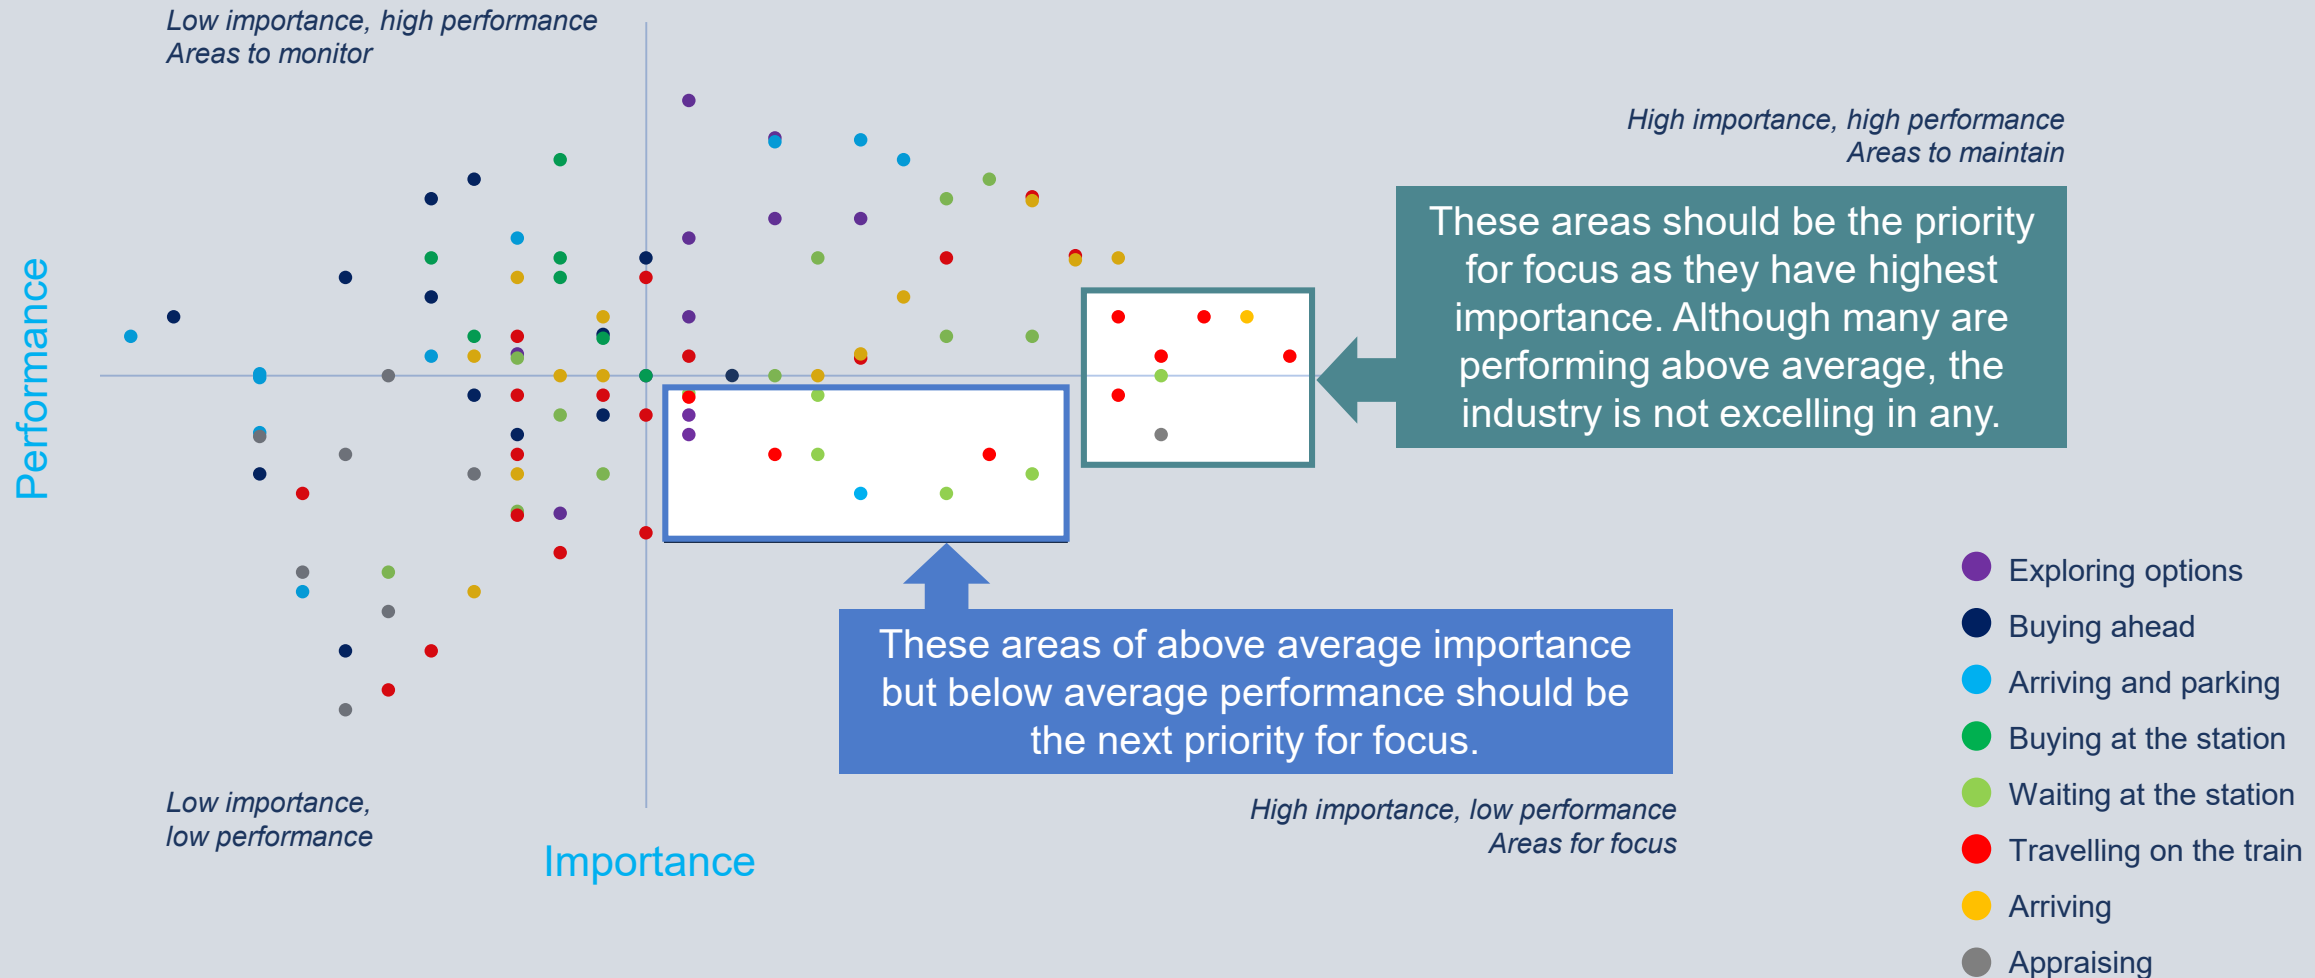 Low importance, high performance
Areas to monitor
High importance, high performance
Areas to maintain
These areas should be the priority
for focus as they have highest
importance. Although many are
performing above average, the
industry is not excelling in any.
Performance
These areas of above average importance
but below average performance should be
the next priority for focus.
Low importance,
low performance
High importance, low performance
Areas for focus
Importance
Exploring options
Buying ahead
Arriving and parking
Buying at the station
Waiting at the station
Travelling on the train
Arriving
Appraising